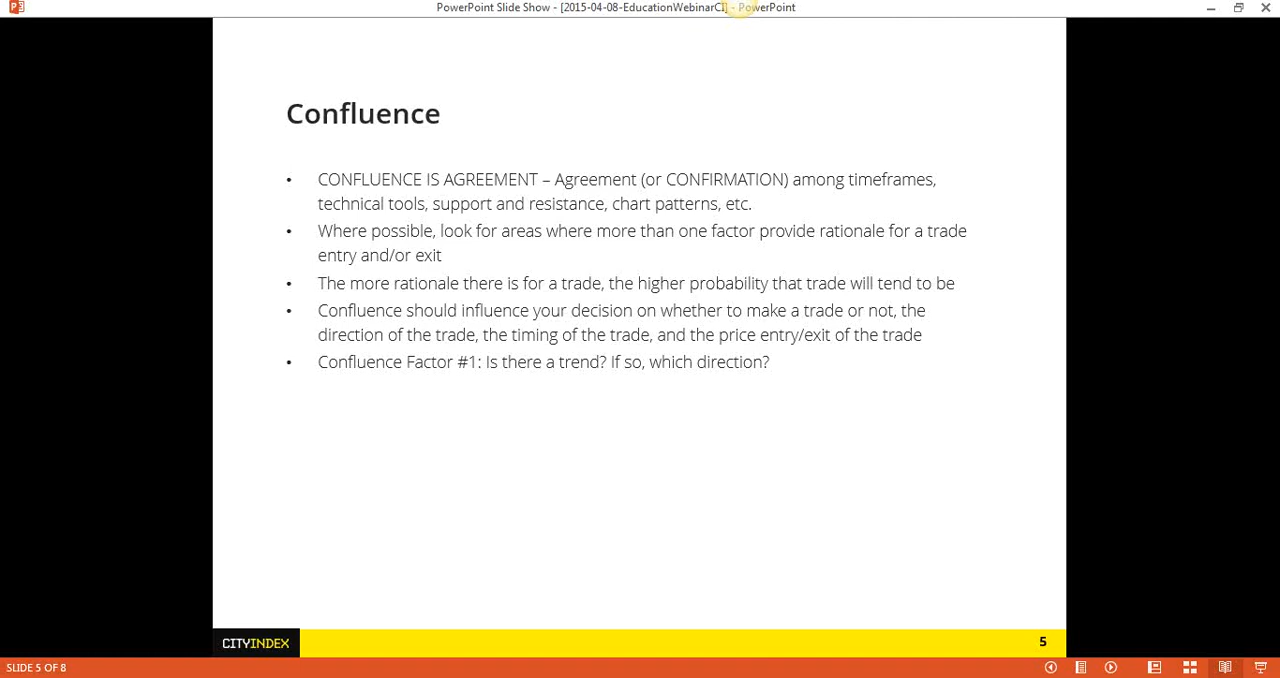 PowerPoint Slide Show - [2015-04-08-EducationWebinarCI] - PowerPoint
Confluence
• CONFLUENCE IS AGREEMENT – Agreement (or CONFIRMATION) among timeframes,
technical tools, support and resistance, chart patterns, etc.
• Where possible, look for areas where more than one factor provide rationale for a trade
entry and/or exit
• The more rationale there is for a trade, the higher probability that trade will tend to be
• Confluence should influence your decision on whether to make a trade or not, the
direction of the trade, the timing of the trade, and the price entry/exit of the trade
• Confluence Factor #1: Is there a trend? If so, which direction?
CITYINDEX
5
SLIDE 5 OF 8